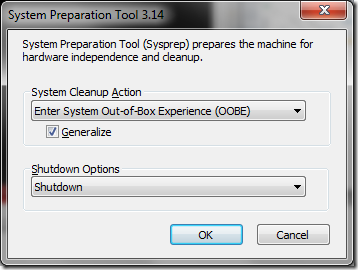 System Preparation Tool 3.14
System Preparation Tool (Sysprep) prepares the machine for
hardware independence and cleanup.
System Cleanup Action
Enter System Out-of-Box Experience (OOBE)
Generalize
Shutdown Options
Shutdown
OK
Cancel